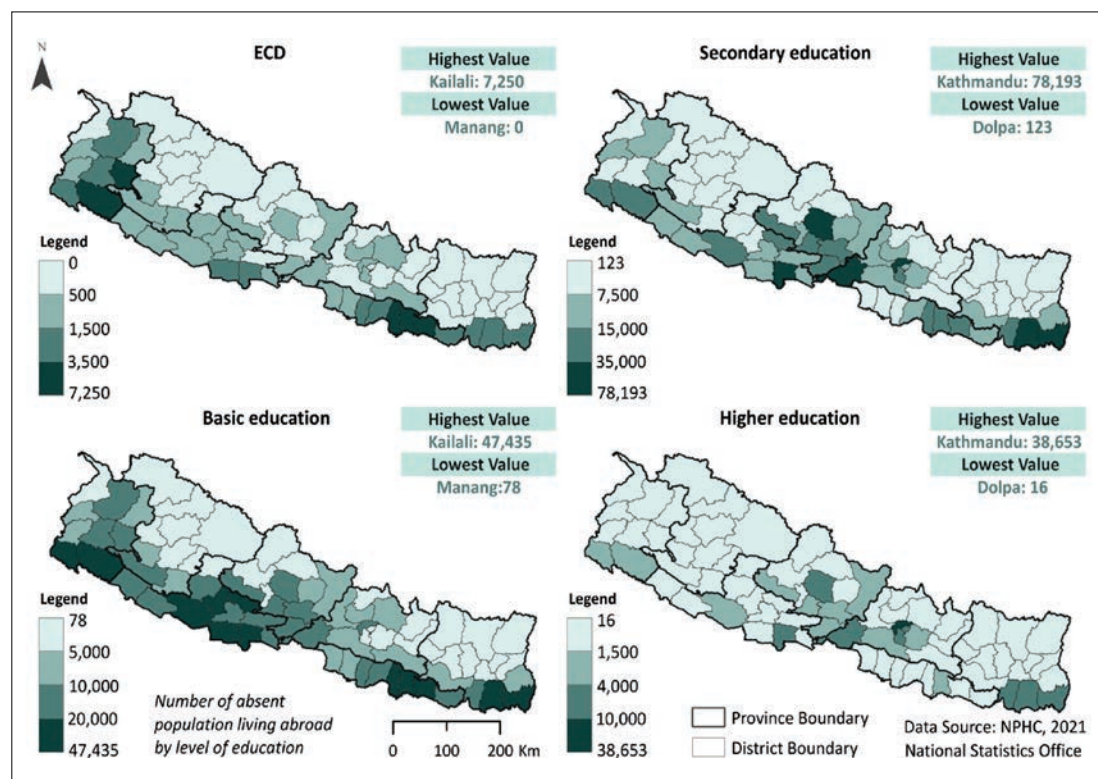 N
ECD
Highest Value
Kailali: 7,250
Lowest Value
Manang: 0
Legend
0
500
1,500
3,500
7,250
Secondary education
Highest Value
Kathmandu: 78,193
Lowest Value
Dolpa: 123
Legend
123
7,500
15,000
35,000
78,193
Basic education
Highest Value
Kailali: 47,435
Lowest Value
Manang:78
Legend
78
5,000
10,000
20,000
47,435
Number of absent
population living abroad
by level of education
0 100 200 Km
Higher education
Highest Value
Kathmandu: 38,653
Lowest Value
Dolpa: 16
Legend
16
1,500
4,000
10,000
38,653
Province Boundary
District Boundary
Data Source: NPHC, 2021
National Statistics Office